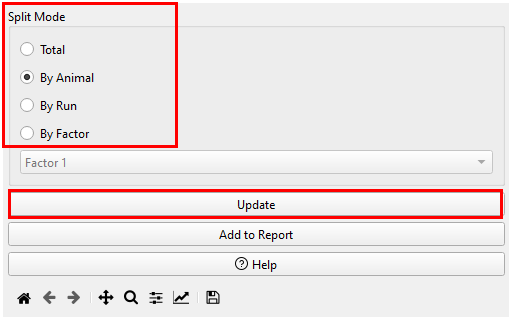 Split Mode
Total
By Animal
By Run
By Factor
Factor 1
Update
Add to Report
Help